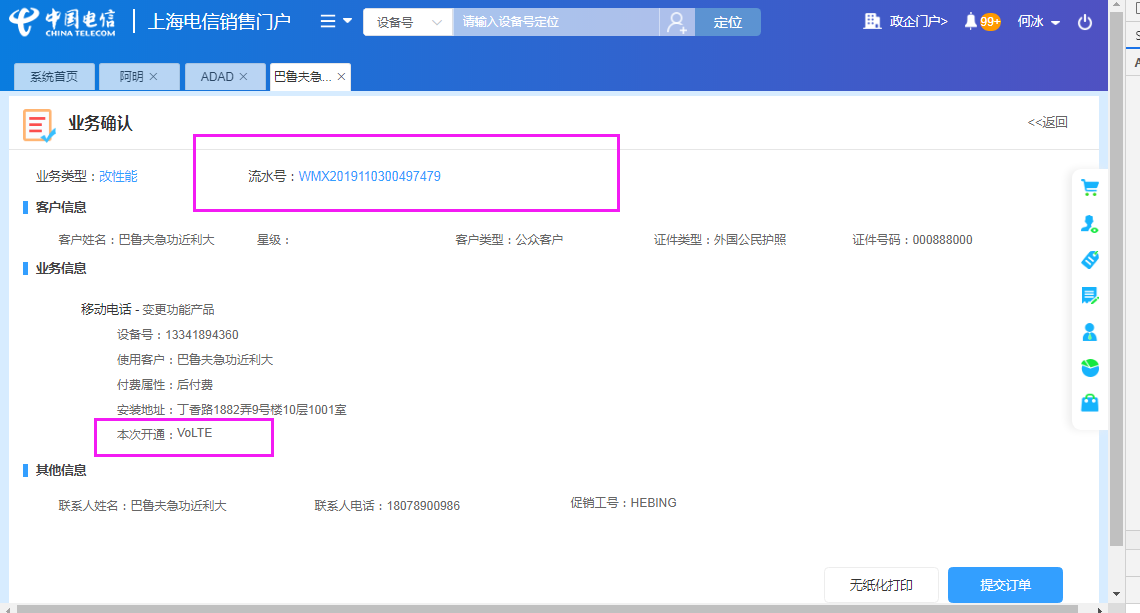 中国电信 CHINA TELECOM 上海电信销售门户 设备号 请输入设备号定位 定位 政企门户> 99+ 何冰
系统首页 阿明 × ADAD × 巴鲁夫急... ×
业务确认 <<返回
业务类型：改性能 流水号：WMX2019110300497479
客户信息
客户姓名：巴鲁夫急功近利大 星级： 客户类型：公众客户 证件类型：外国公民护照 证件号码：000888000
业务信息
移动电话 - 变更功能产品
设备号：13341894360
使用客户：巴鲁夫急功近利大
付费属性：后付费
安装地址：丁香路1882弄9号楼10层1001室
本次开通：VoLTE
其他信息
联系人姓名：巴鲁夫急功近利大 联系人电话：18078900986 促销工号：HEBING
无纸化打印 提交订单